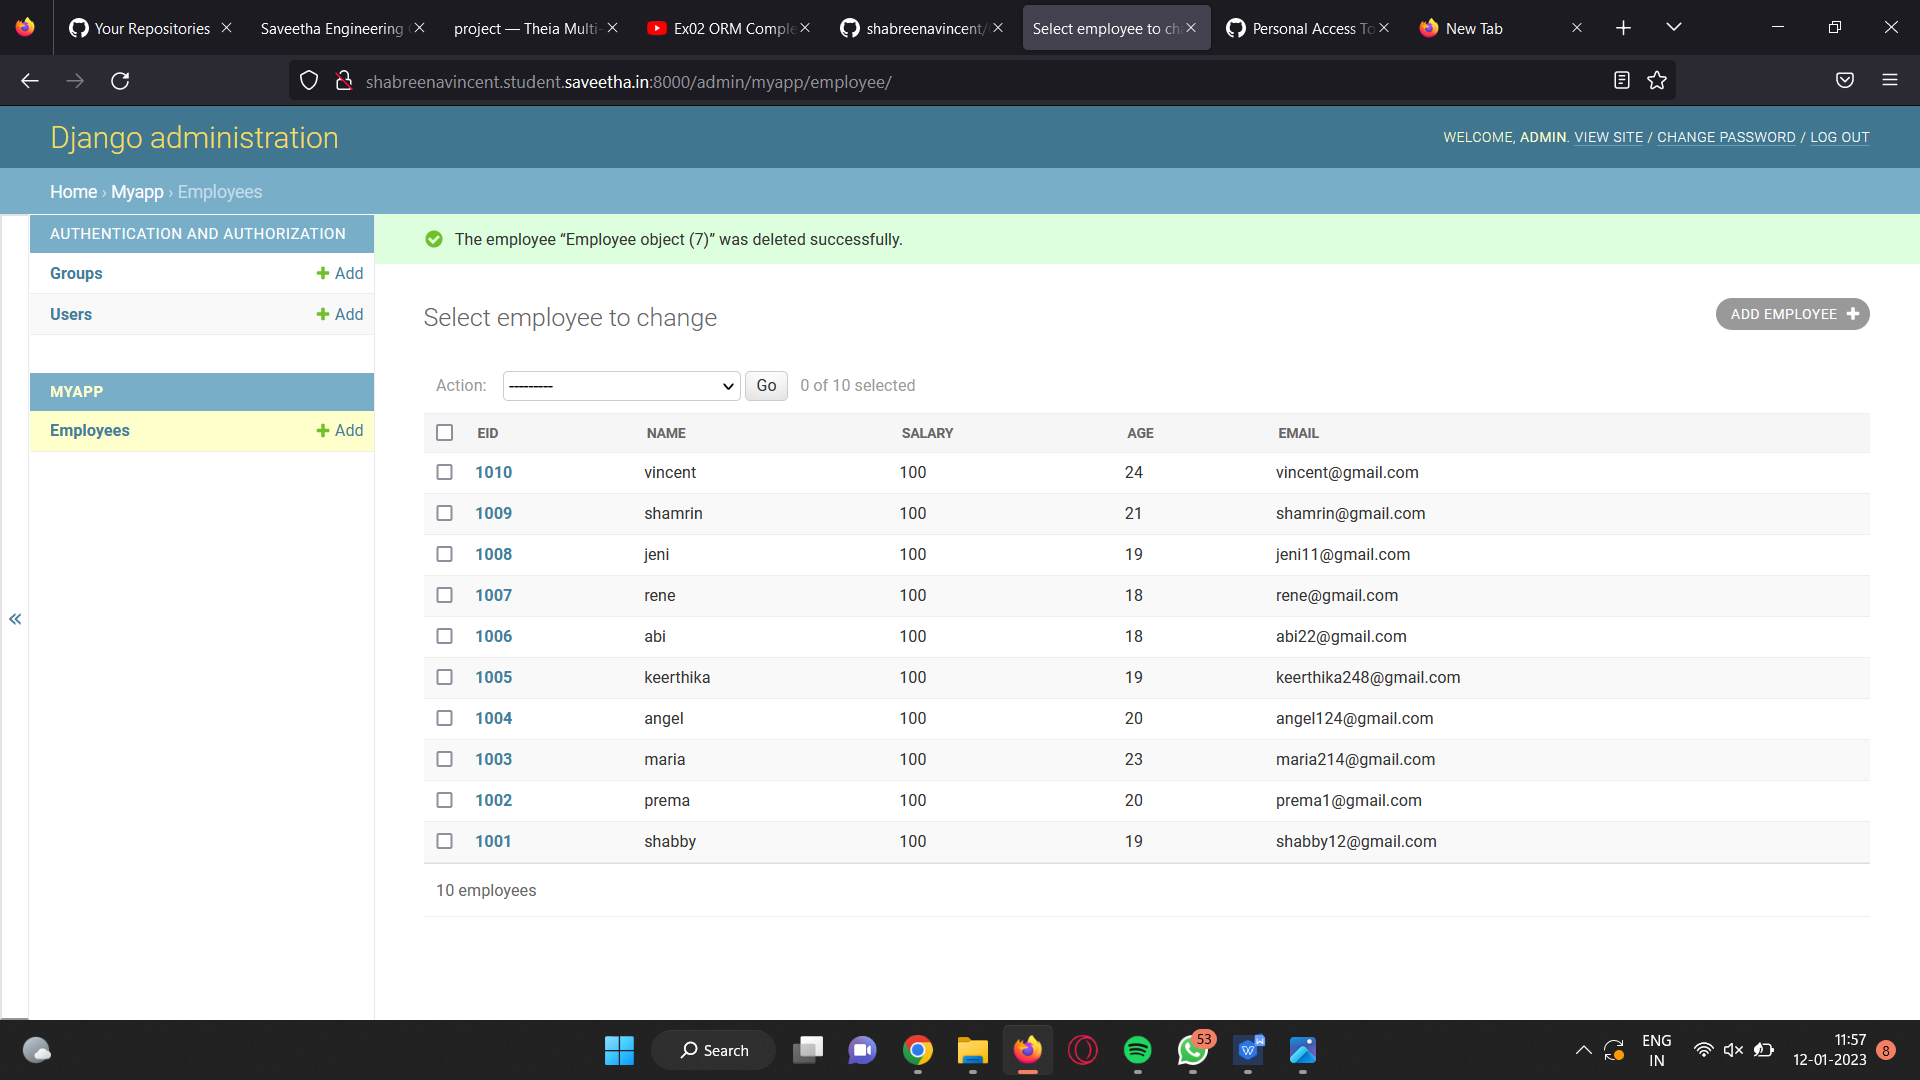 Your Repositories
Saveetha Engineering
project — Theia Multi-
Ex02 ORM Comple
shabreenavincent/
Select employee to ch
Personal Access To
New Tab
shabreenavincent.student.saveetha.in:8000/admin/myapp/employee/
Django administration
WELCOME, ADMIN. VIEW SITE / CHANGE PASSWORD / LOG OUT
Home › Myapp › Employees
AUTHENTICATION AND AUTHORIZATION
Groups + Add
Users + Add
MYAPP
Employees + Add
«
The employee “Employee object (7)” was deleted successfully.
Select employee to change
ADD EMPLOYEE +
Action: --------- Go 0 of 10 selected
EID NAME SALARY AGE EMAIL
1010 vincent 100 24 vincent@gmail.com
1009 shamrin 100 21 shamrin@gmail.com
1008 jeni 100 19 jeni11@gmail.com
1007 rene 100 18 rene@gmail.com
1006 abi 100 18 abi22@gmail.com
1005 keerthika 100 19 keerthika248@gmail.com
1004 angel 100 20 angel124@gmail.com
1003 maria 100 23 maria214@gmail.com
1002 prema 100 20 prema1@gmail.com
1001 shabby 100 19 shabby12@gmail.com
10 employees
Search
53
ENG
IN
11:57
12-01-2023
8